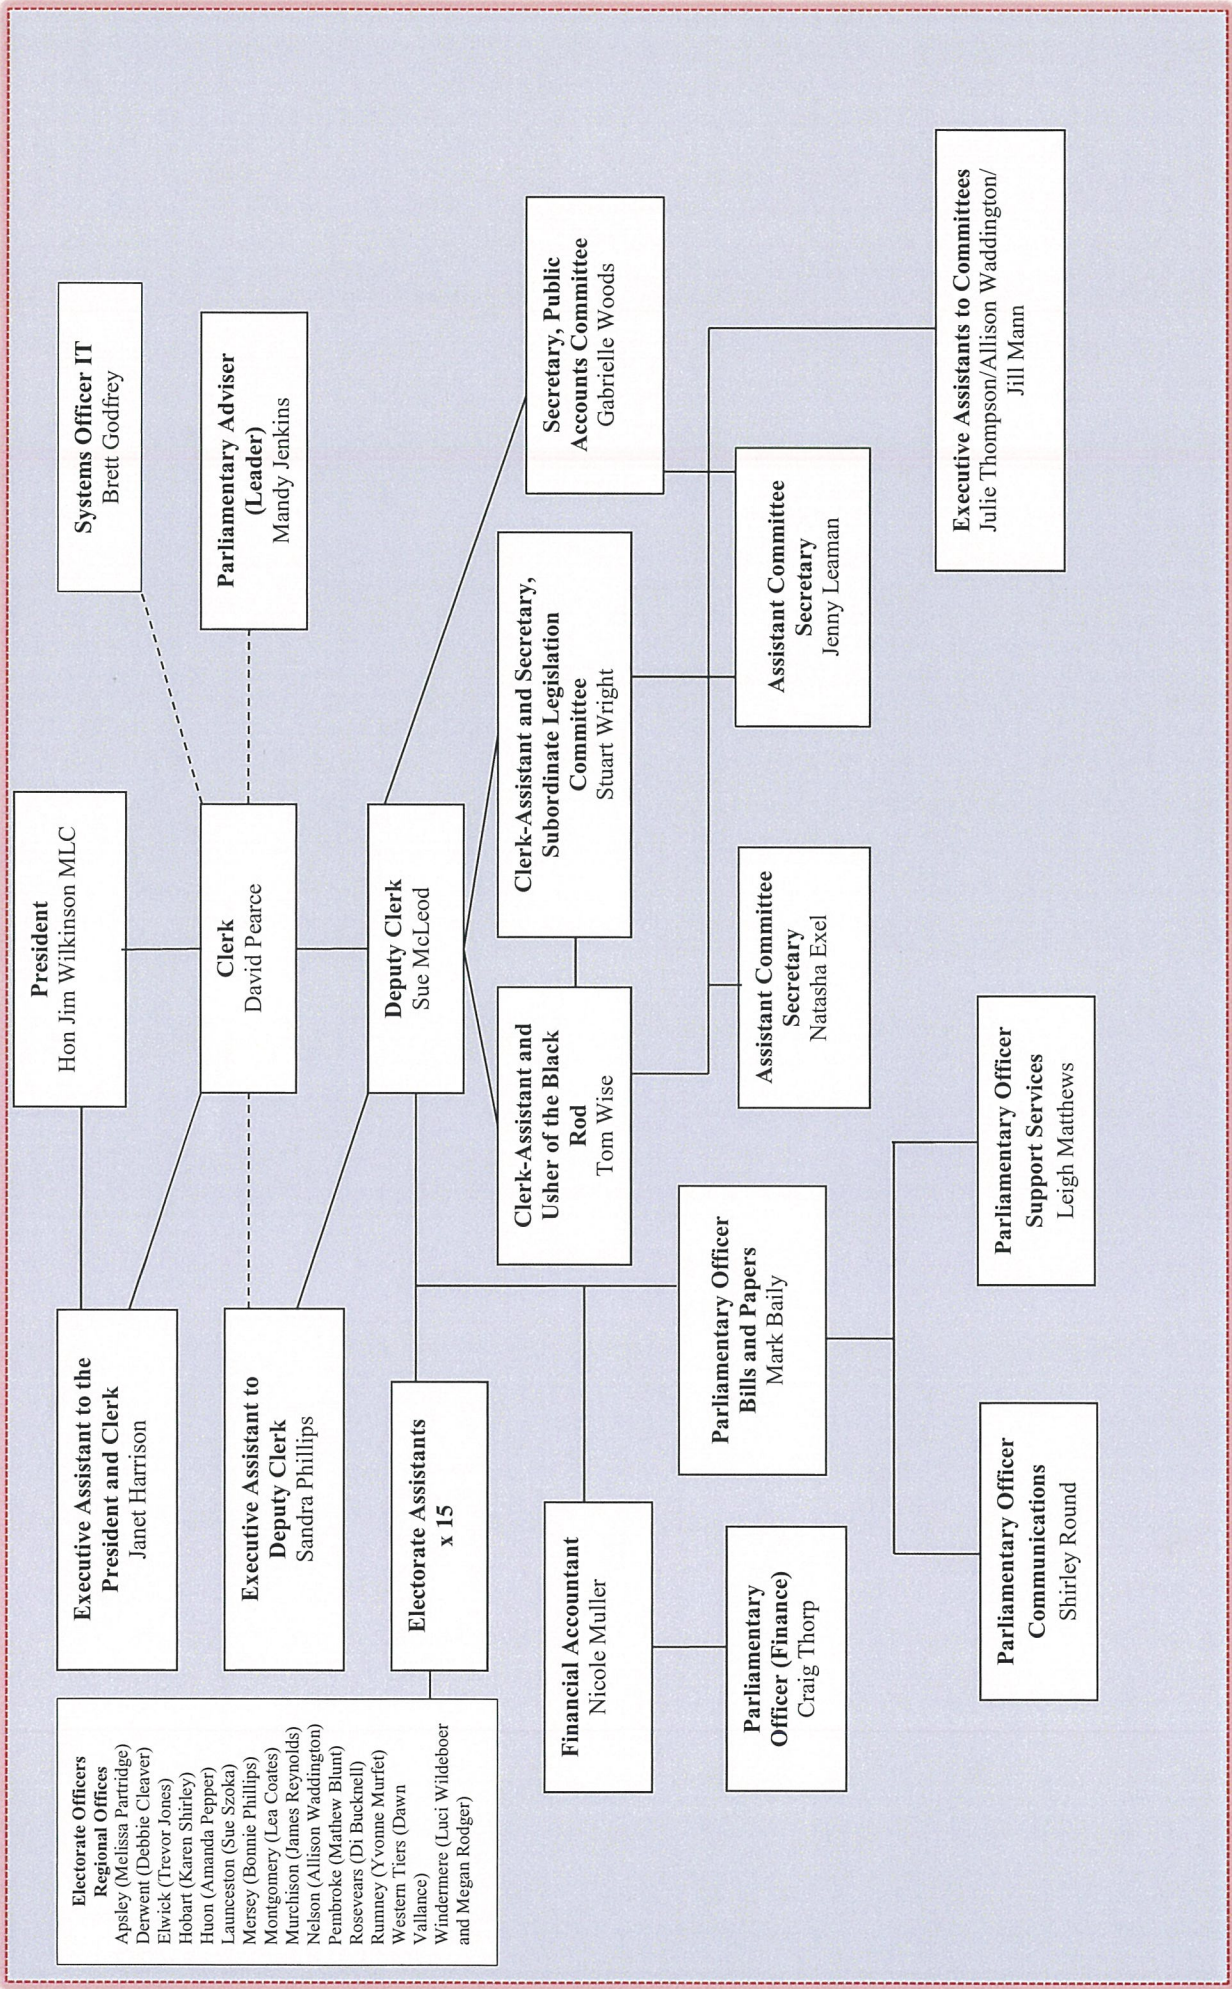 President
Hon Jim Wilkinson MLC
Executive Assistant to the
President and Clerk
Janet Harrison
Systems Officer IT
Brett Godfrey
Clerk
David Pearce
Parliamentary Adviser
(Leader)
Mandy Jenkins
Executive Assistant to
Deputy Clerk
Sandra Phillips
Deputy Clerk
Sue McLeod
Electorate Officers
Regional Offices
Apsley (Melissa Partridge)
Derwent (Debbie Cleaver)
Elwick (Trevor Jones)
Hobart (Karen Shirley)
Huon (Amanda Pepper)
Launceston (Sue Szoka)
Mersey (Bonnie Phillips)
Montgomery (Lea Coates)
Murchison (James Reynolds)
Nelson (Allison Waddington)
Pembroke (Mathew Blunt)
Rosevears (Di Bucknell)
Rumney (Yvonne Murfet)
Western Tiers (Dawn
Vallance)
Windermere (Luci Wildeboer
and Megan Rodger)
Electorate Assistants
x 15
Clerk-Assistant and
Usher of the Black
Rod
Tom Wise
Clerk-Assistant and Secretary,
Subordinate Legislation
Committee
Stuart Wright
Secretary, Public
Accounts Committee
Gabrielle Woods
Financial Accountant
Nicole Muller
Parliamentary Officer
Bills and Papers
Mark Baily
Assistant Committee
Secretary
Natasha Exel
Assistant Committee
Secretary
Jenny Leaman
Parliamentary
Officer (Finance)
Craig Thorp
Executive Assistants to Committees
Julie Thompson/Allison Waddington/
Jill Mann
Parliamentary Officer
Communications
Shirley Round
Parliamentary Officer
Support Services
Leigh Matthews